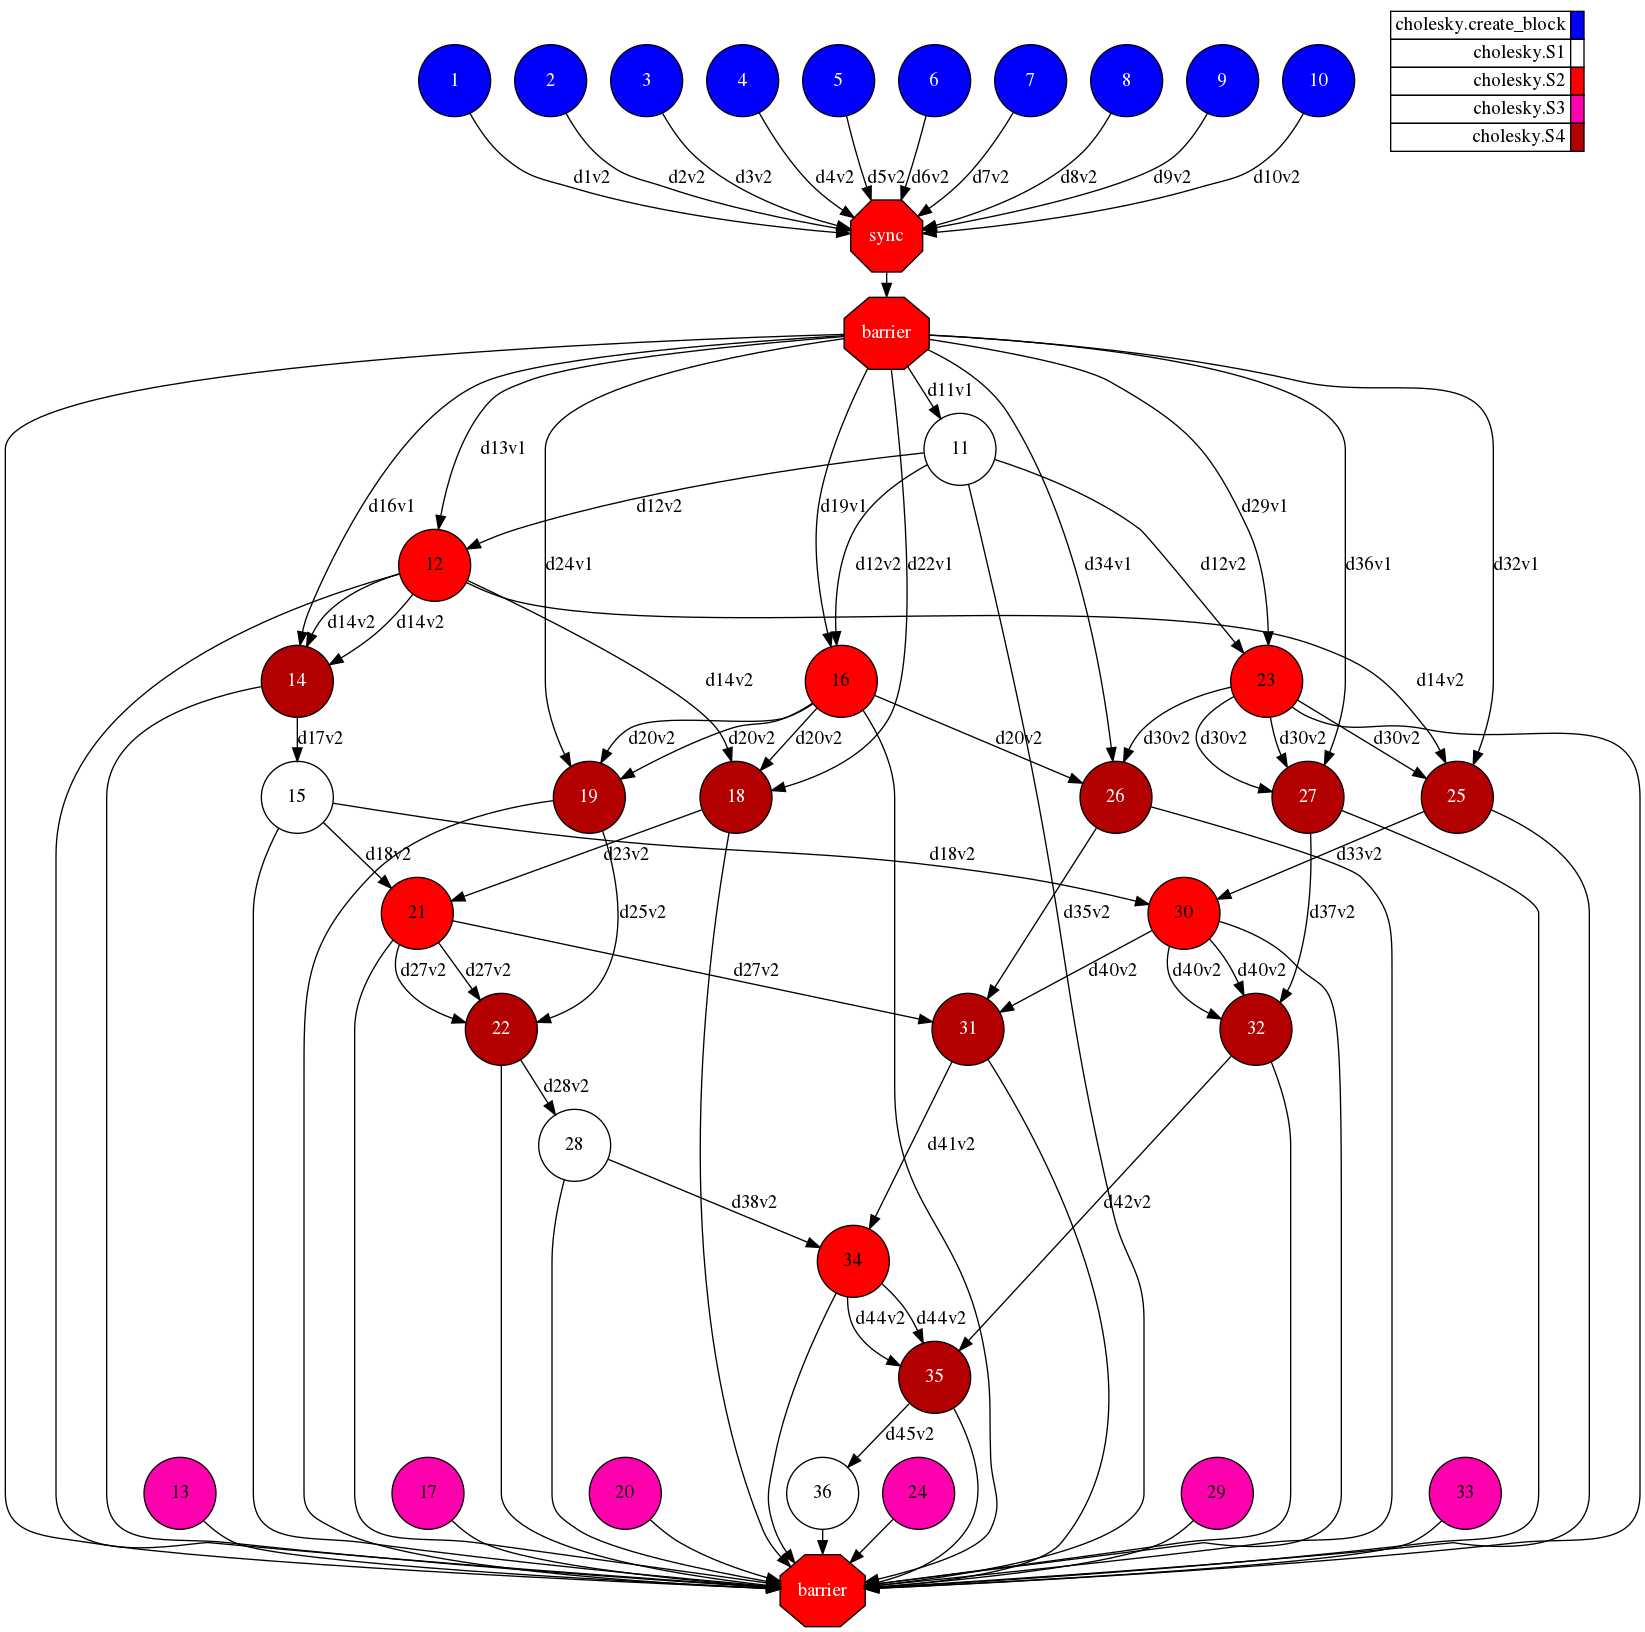 cholesky.create_block
cholesky.S1
cholesky.S2
cholesky.S3
cholesky.S4
1 2 3 4 5 6 7 8 9 10
d1v2 d2v2 d3v2 d4v2 d5v2 d6v2 d7v2 d8v2 d9v2 d10v2
sync
barrier
d11v1
d13v1 11
d16v1 d12v2 d19v1 d29v1
12 d24v1 d12v2 d22v1 d34v1 d12v2 d36v1 d32v1
d14v2 d14v2
14 d14v2 16 23 d14v2
d17v2 d20v2 d20v2 d20v2 d20v2 d30v2 d30v2 d30v2 d30v2
15 19 18 26 27 25
d18v2 d23v2 d18v2 d33v2
21 d25v2 d35v2 30 d37v2
d27v2 d27v2 d27v2 d40v2 d40v2 d40v2
22 31 32
d28v2
28 d41v2
d38v2 d42v2
34
d44v2 d44v2
35
d45v2
13 17 20 36 24 29 33
barrier